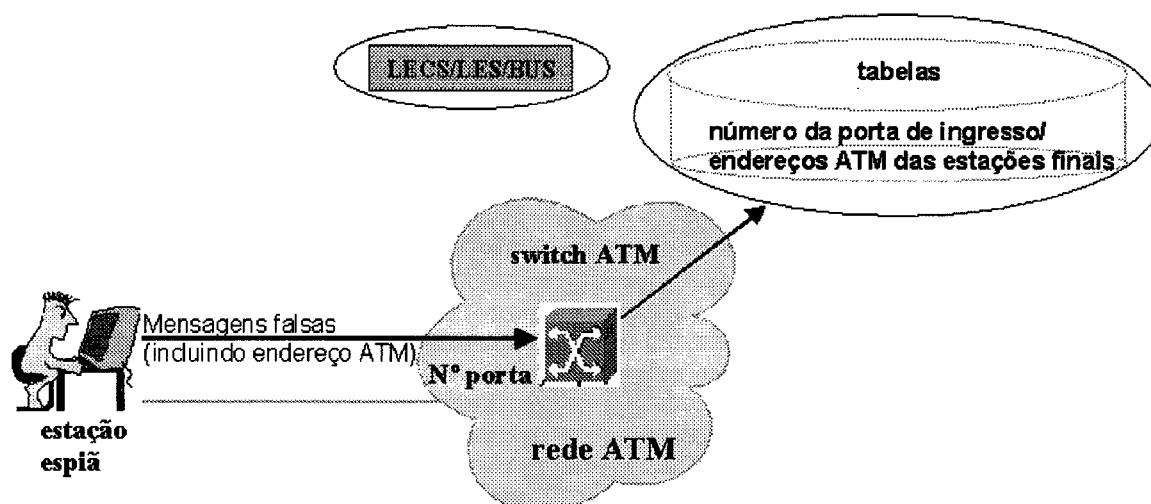 LECS/LES/BUS
tabelas
número da porta de ingresso/
endereços ATM das estações finais
switch ATM
Mensagens falsas
(incluindo endereço ATM)
Nº porta
estação
espiã
rede ATM